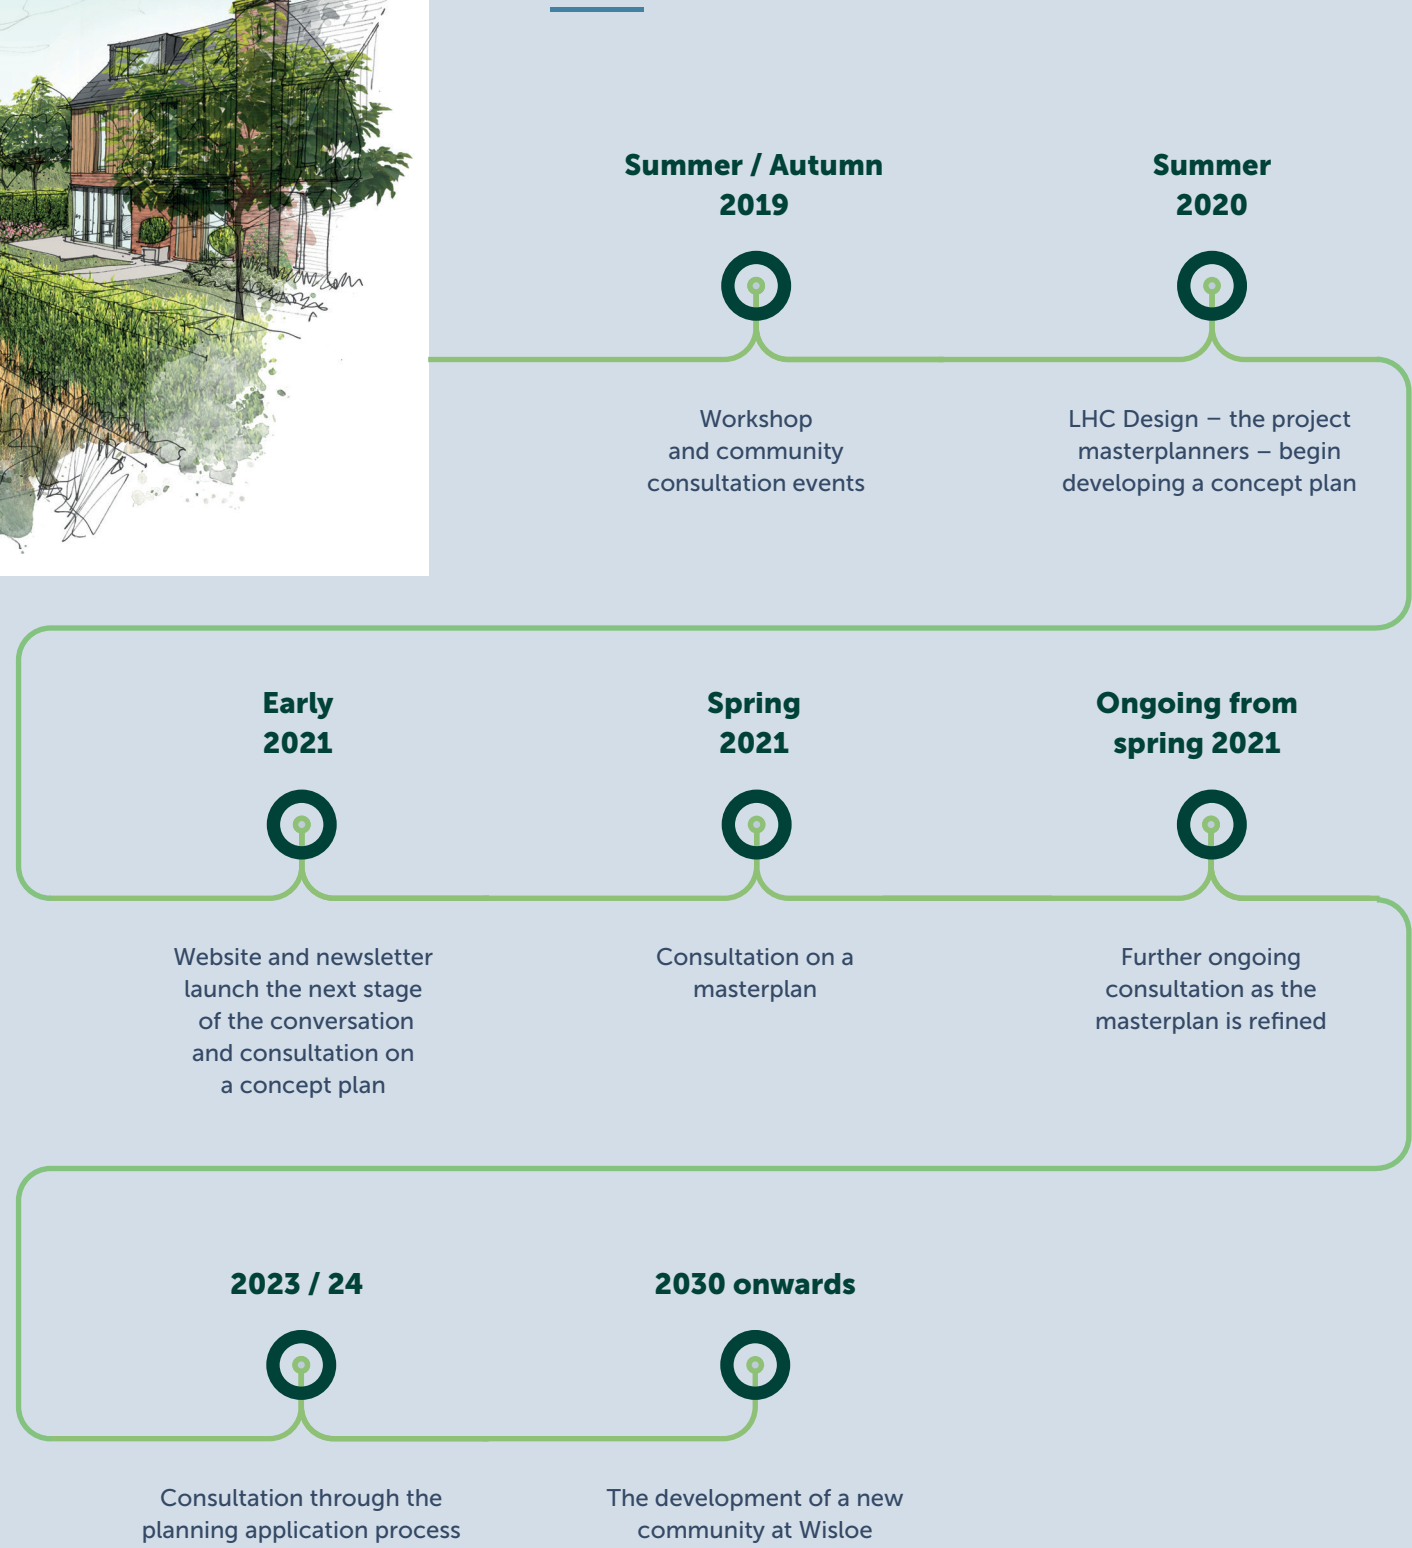 Summer / Autumn
2019
Summer
2020
Workshop
and community
consultation events
LHC Design – the project
masterplanners – begin
developing a concept plan
Early
2021
Spring
2021
Ongoing from
spring 2021
Website and newsletter
launch the next stage
of the conversation
and consultation on
a concept plan
Consultation on a
masterplan
Further ongoing
consultation as the
masterplan is refined
2023 / 24
2030 onwards
Consultation through the
planning application process
The development of a new
community at Wisloe